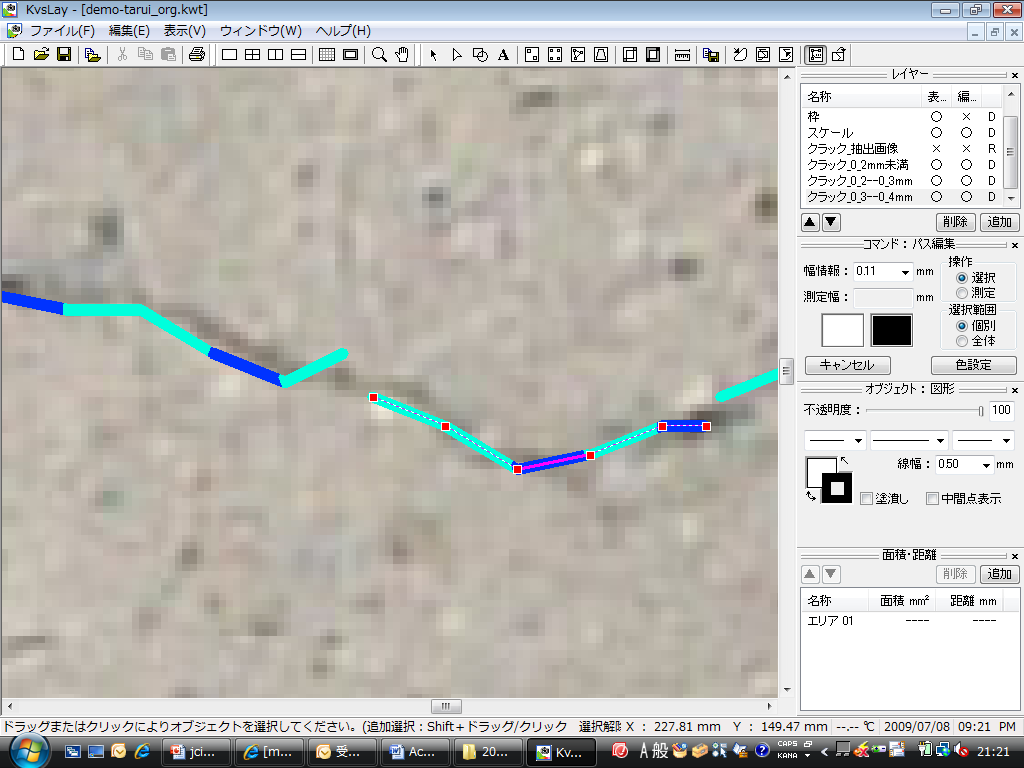 KvsLay - [demo-tarui_org.kwt]
ファイル(F) 編集(E) 表示(V) ウィンドウ(W) ヘルプ(H)
レイヤー
名称 表... 編...
枠 ○ × D
スケール ○ ○ D
クラック_抽出画像 × × R
クラック_0_2mm未満 ○ ○ D
クラック_0_2--0_3mm ○ ○ D
クラック_0_3--0_4mm ○ ○ D
削除 追加
コマンド : パス編集
幅情報 : 0.11 mm
測定幅 : mm
操作
選択
測定
選択範囲
個別
全体
キャンセル 色設定
オブジェクト : 図形
不透明度 : 100
線幅 : 0.50 mm
塗潰し 中間点表示
面積・距離
削除 追加
名称 面積 mm² 距離 mm
エリア 01 ---- ----
ドラッグまたはクリックによりオブジェクトを選択してください。(追加選択 : Shift+ドラッグ/クリック 選択解除 X : 227.81 mm Y : 149.47 mm --.-- ℃ 2009/07/08 09:21 PM
jci... [m... 受... Ac... 20... Kv... A 般 CAPS KANA 21:21